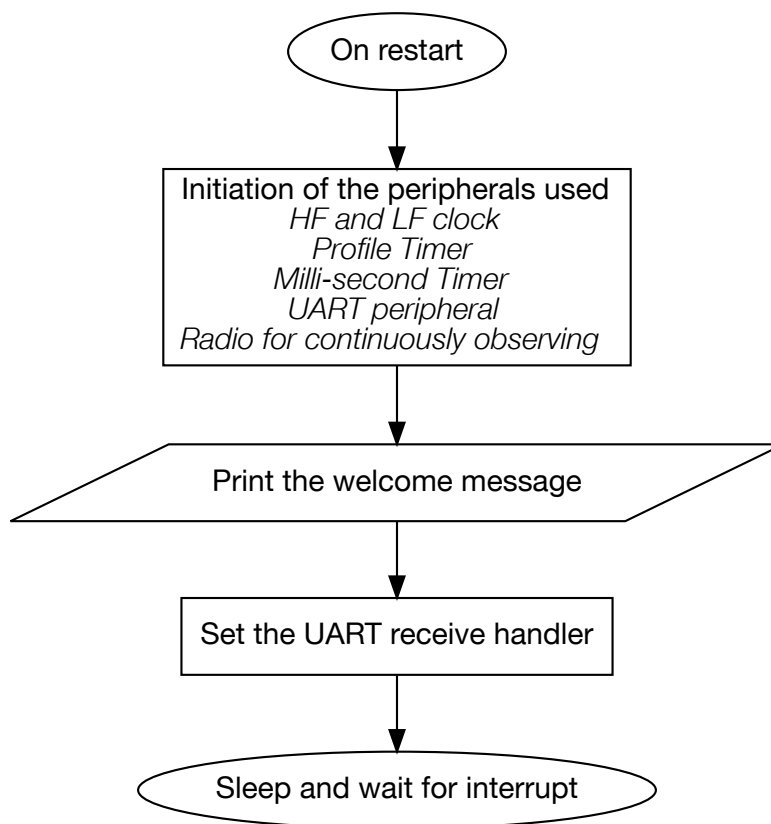 On restart
Initiation of the peripherals used
HF and LF clock
Profile Timer
Milli-second Timer
UART peripheral
Radio for continuously observing
Print the welcome message
Set the UART receive handler
Sleep and wait for interrupt